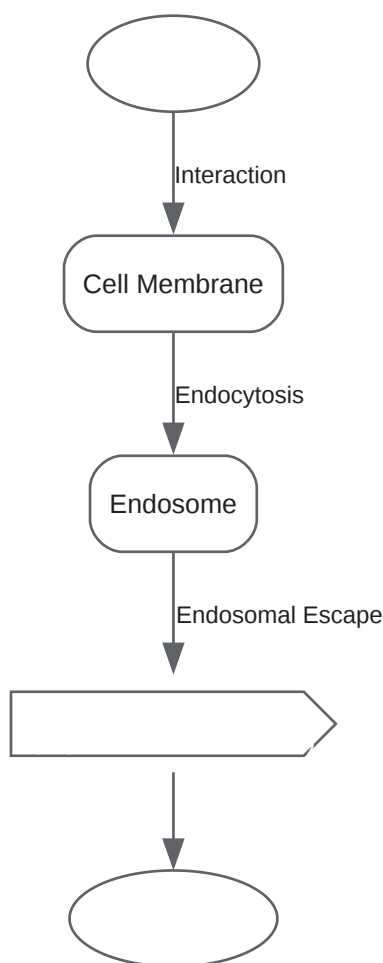 Interaction
Cell Membrane
Endocytosis
Endosome
Endosomal Escape